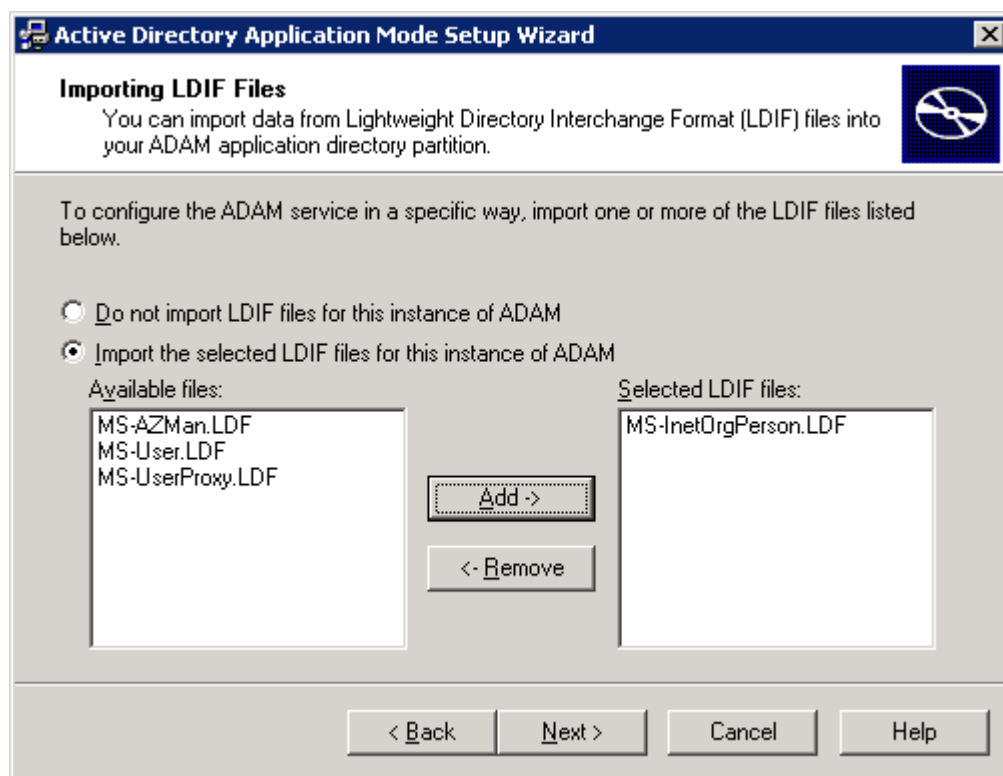 Active Directory Application Mode Setup Wizard
Importing LDIF Files
You can import data from Lightweight Directory Interchange Format (LDIF) files into
your ADAM application directory partition.
To configure the ADAM service in a specific way, import one or more of the LDIF files listed
below.
Do not import LDIF files for this instance of ADAM
Import the selected LDIF files for this instance of ADAM
Available files:
MS-AZMan.LDF
MS-User.LDF
MS-UserProxy.LDF
Add ->
<- Remove
Selected LDIF files:
MS-InetOrgPerson.LDF
< Back
Next >
Cancel
Help